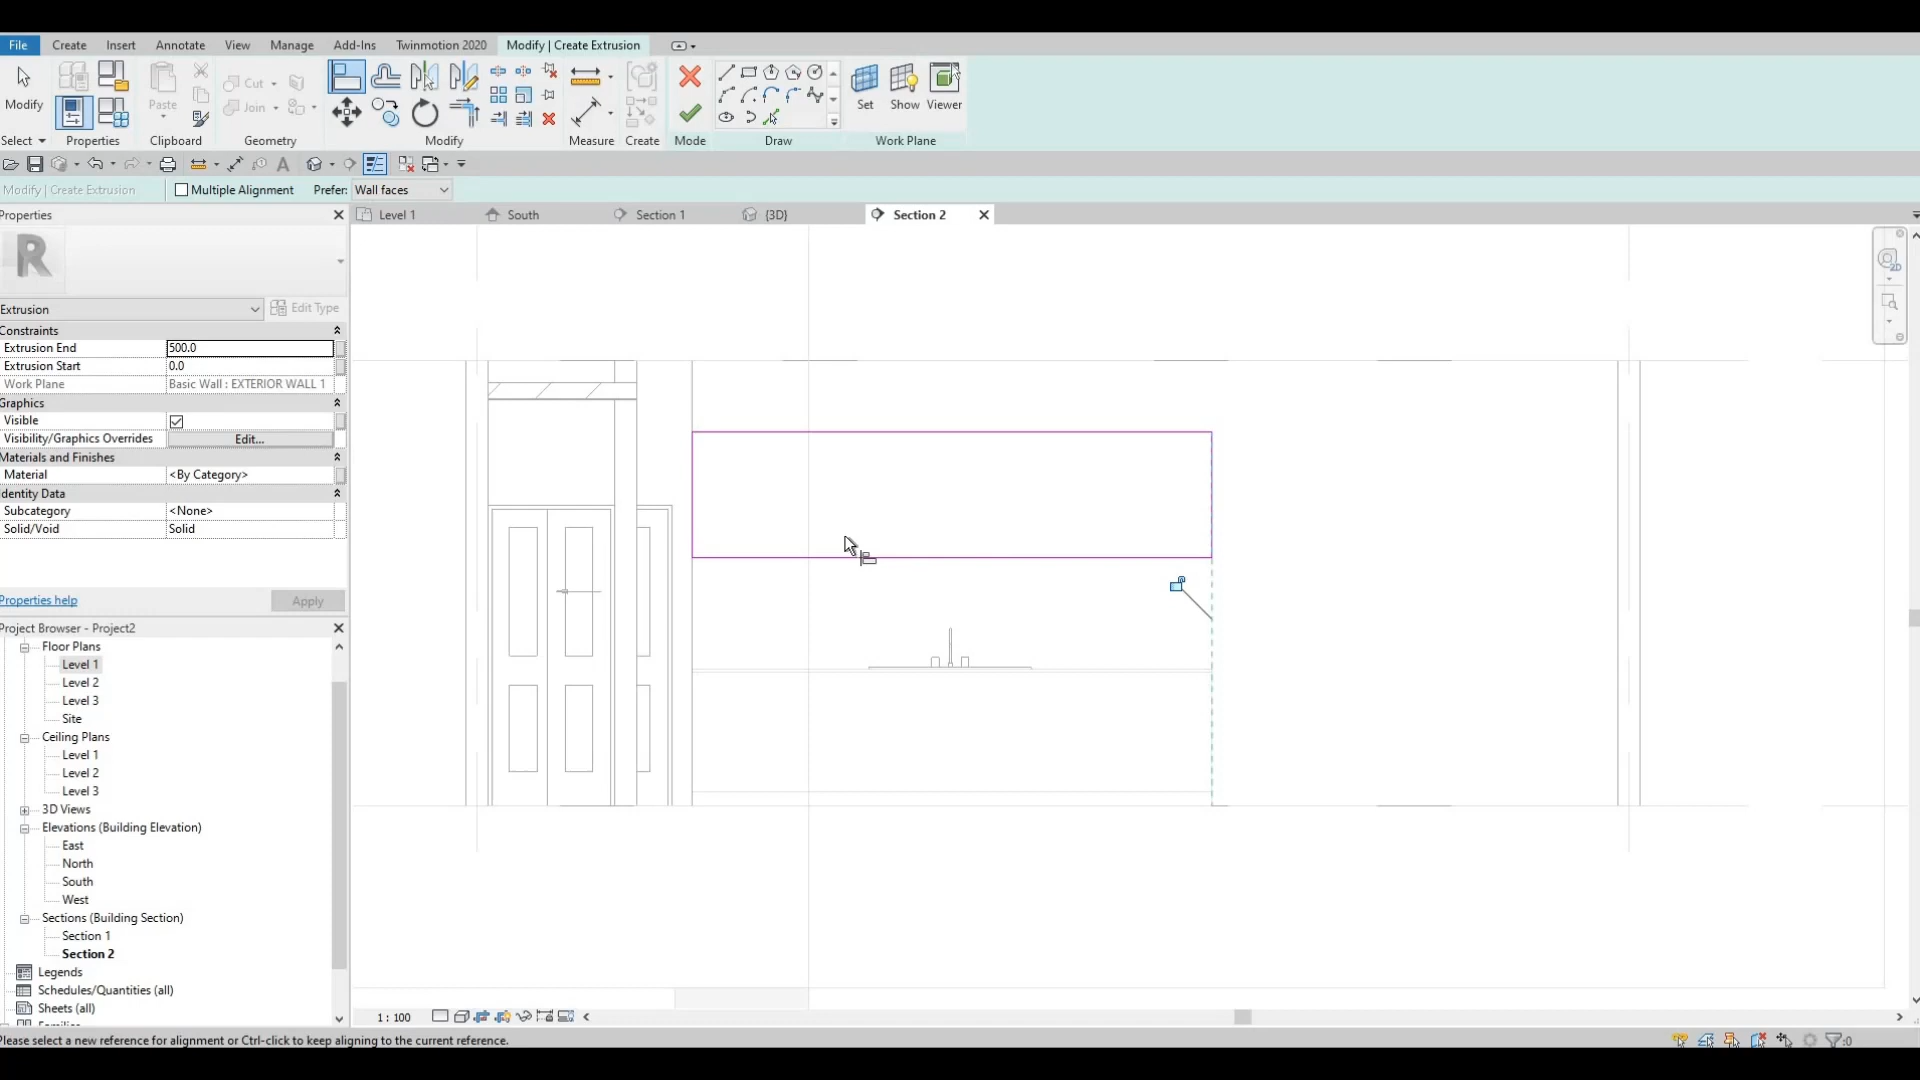 File Create Insert Annotate View Manage Add-Ins Twinmotion 2020 Modify | Create Extrusion
Modify
Paste
Cut
Join
Set Show Viewer
Select Properties Clipboard Geometry Modify Measure Create Mode Draw Work Plane
Modify | Create Extrusion Multiple Alignment Prefer: Wall faces
Properties
Level 1 South Section 1 {3D} Section 2
R
Extrusion Edit Type
Constraints
Extrusion End 500.0
Extrusion Start 0.0
Work Plane Basic Wall : EXTERIOR WALL 1
Graphics
Visible
Visibility/Graphics Overrides Edit...
Materials and Finishes
Material <By Category>
Identity Data
Subcategory <None>
Solid/Void Solid
Properties help Apply
Project Browser - Project2
Floor Plans
Level 1
Level 2
Level 3
Site
Ceiling Plans
Level 1
Level 2
Level 3
3D Views
Elevations (Building Elevation)
East
North
South
West
Sections (Building Section)
Section 1
Section 2
Legends
Schedules/Quantities (all)
Sheets (all)
1 : 100
Please select a new reference for alignment or Ctrl-click to keep aligning to the current reference.
:0
2D